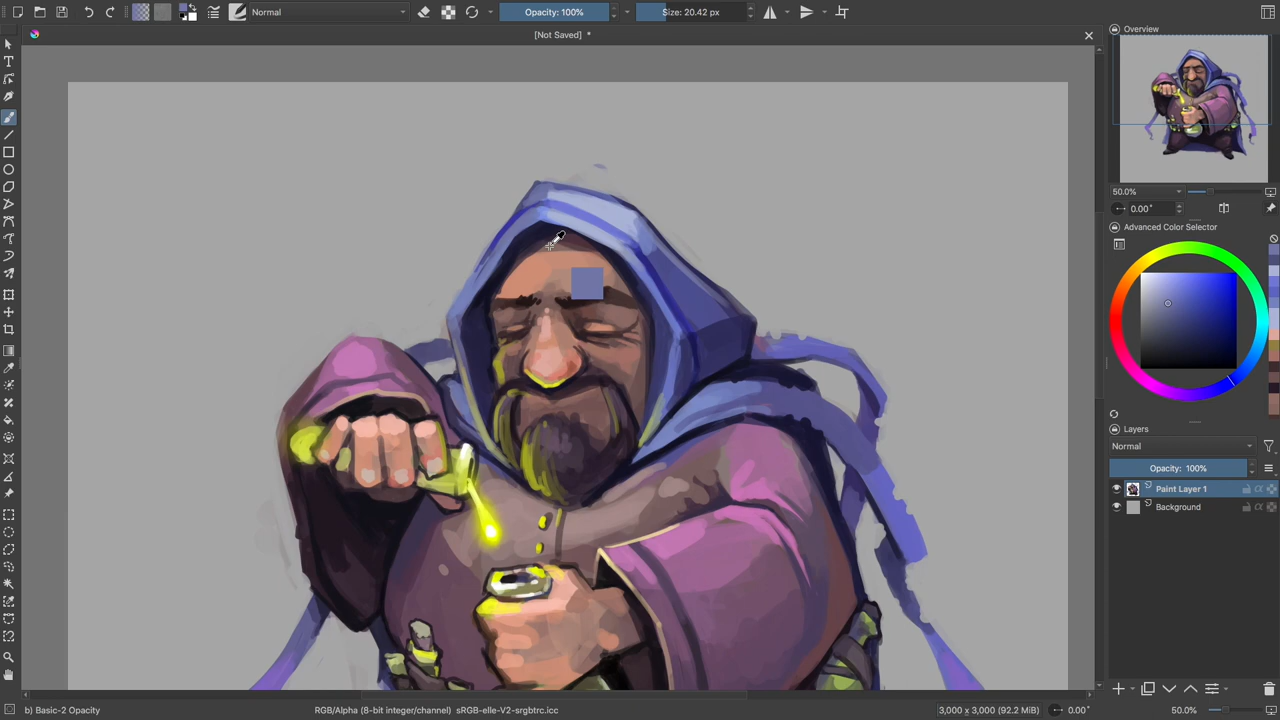 Normal
Opacity: 100%
Size: 20.42 px
[Not Saved] *
Overview
50.0%
0.00°
Advanced Color Selector
Layers
Normal
Opacity: 100%
Paint Layer 1
Background
b) Basic-2 Opacity
RGB/Alpha (8-bit integer/channel) sRGB-elle-V2-srgbtrc.icc
3,000 x 3,000 (92.2 MiB)
0.00°
50.0%